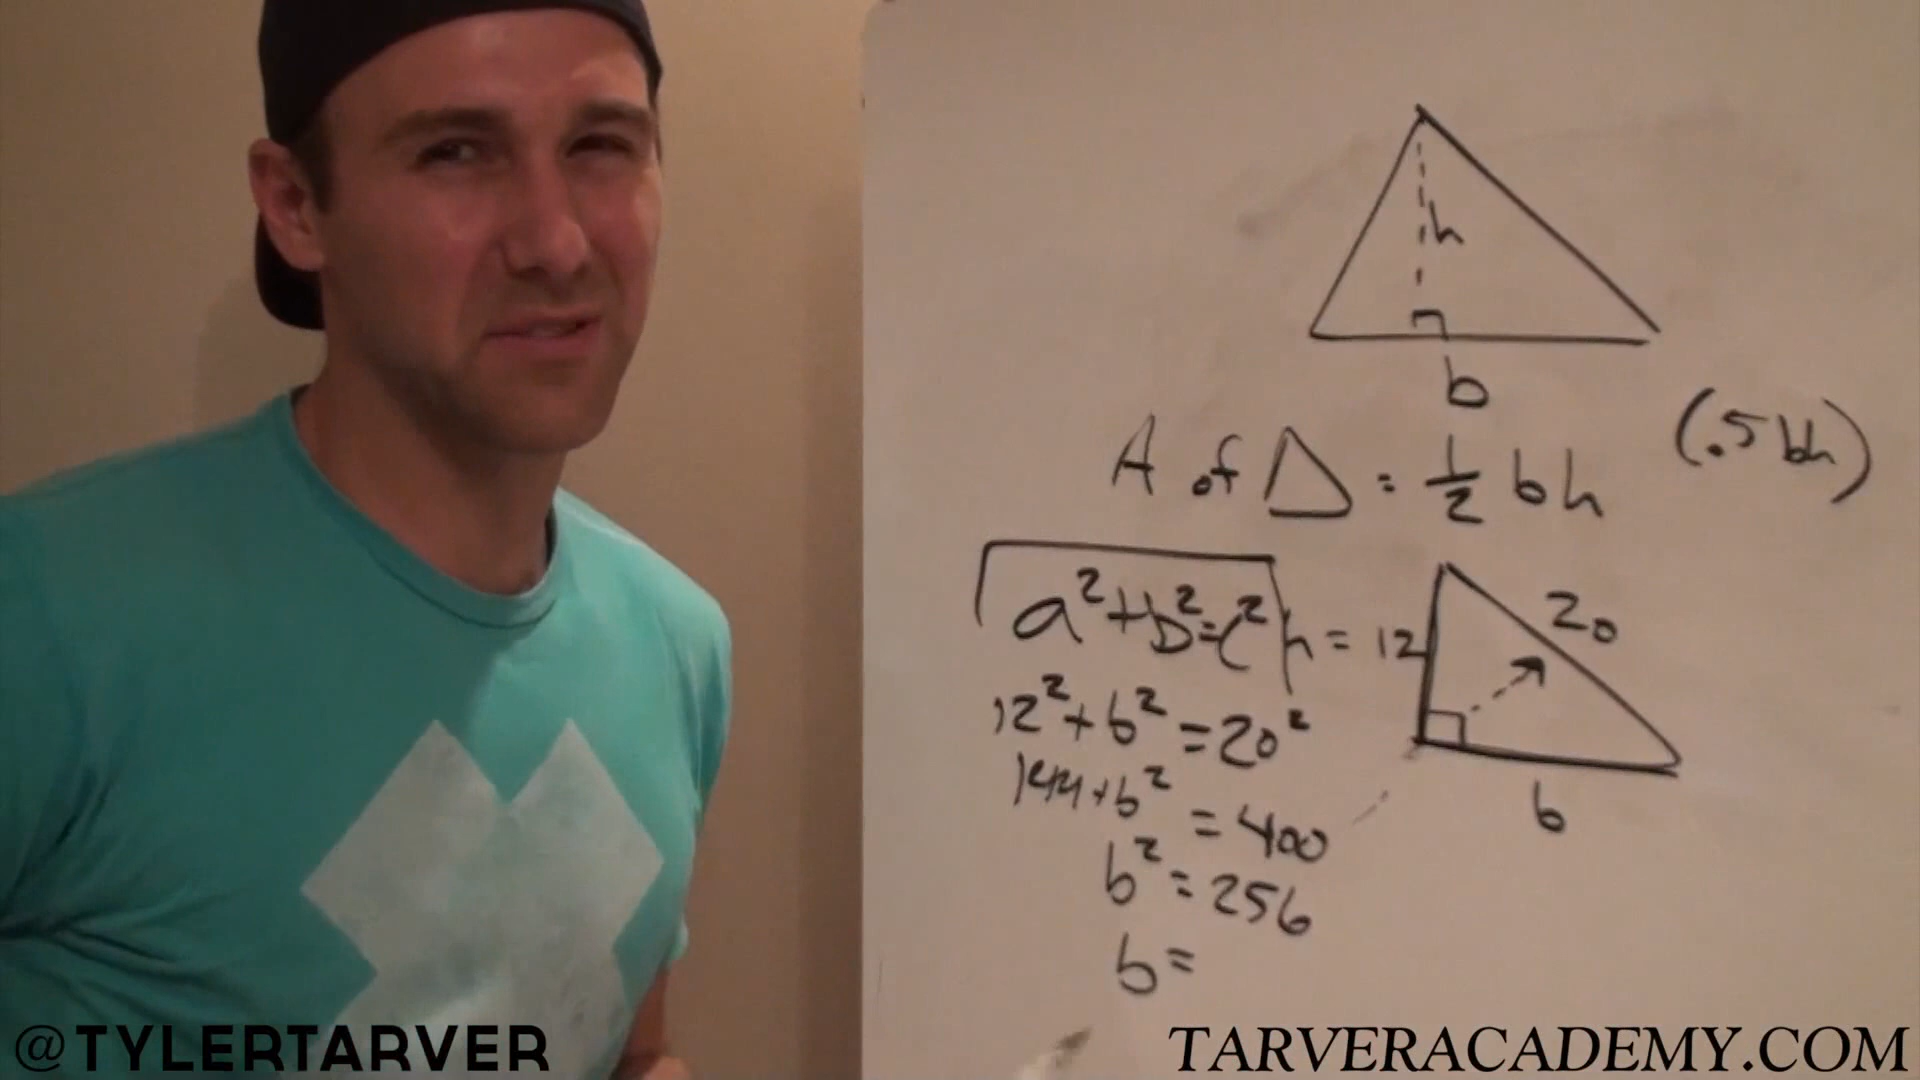 h
b
A of △ = 1/2 bh (.5bh)
a²+b²=c²
h = 12
20
b
12²+b²=20²
144+b²=400
b²=256
b=
@TYLERTARVER
TARVERACADEMY.COM